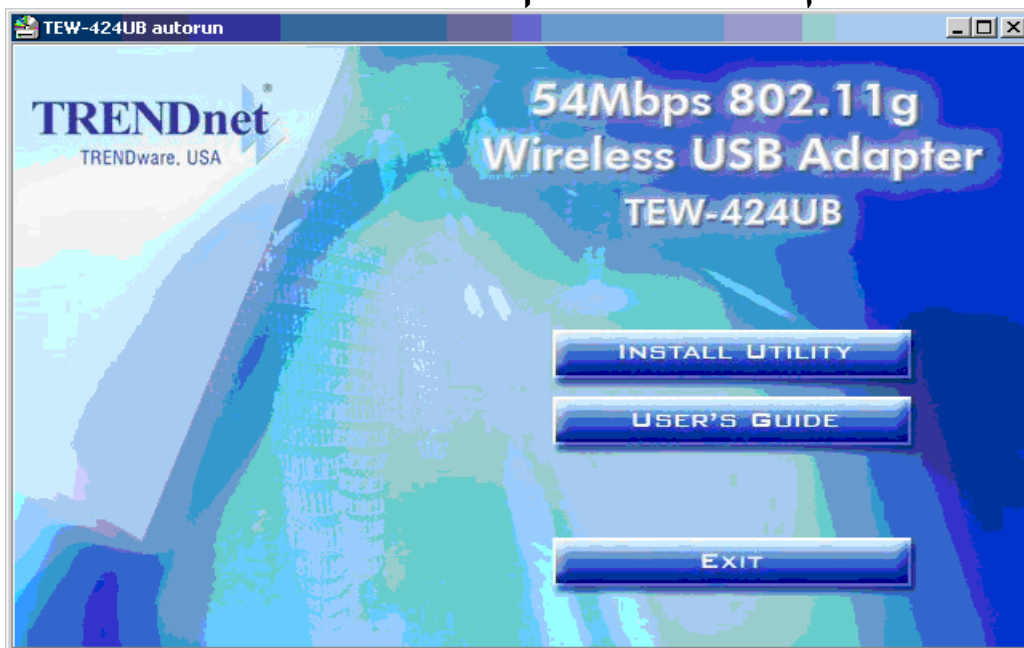 TEW-424UB autorun
TRENDnet®
TRENDware, USA
54Mbps 802.11g
Wireless USB Adapter
TEW-424UB
INSTALL UTILITY
USER'S GUIDE
EXIT